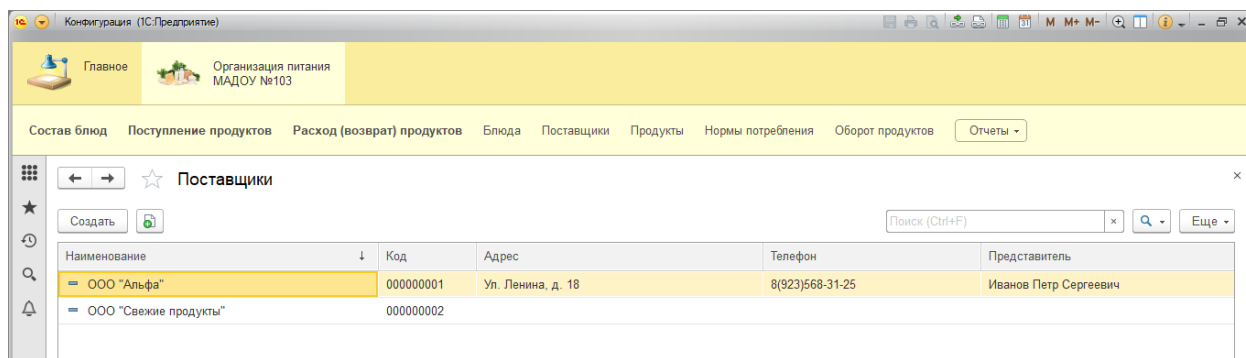 Конфигурация (1С:Предприятие)
31 M M+ M-
Главное
Организация питания
МАДОУ №103
Состав блюд Поступление продуктов Расход (возврат) продуктов Блюда Поставщики Продукты Нормы потребления Оборот продуктов Отчеты
Поставщики
Создать Поиск (Ctrl+F) Еще
Наименование Код Адрес Телефон Представитель
ООО "Альфа" 000000001 Ул. Ленина, д. 18 8(923)568-31-25 Иванов Петр Сергеевич
ООО "Свежие продукты" 000000002